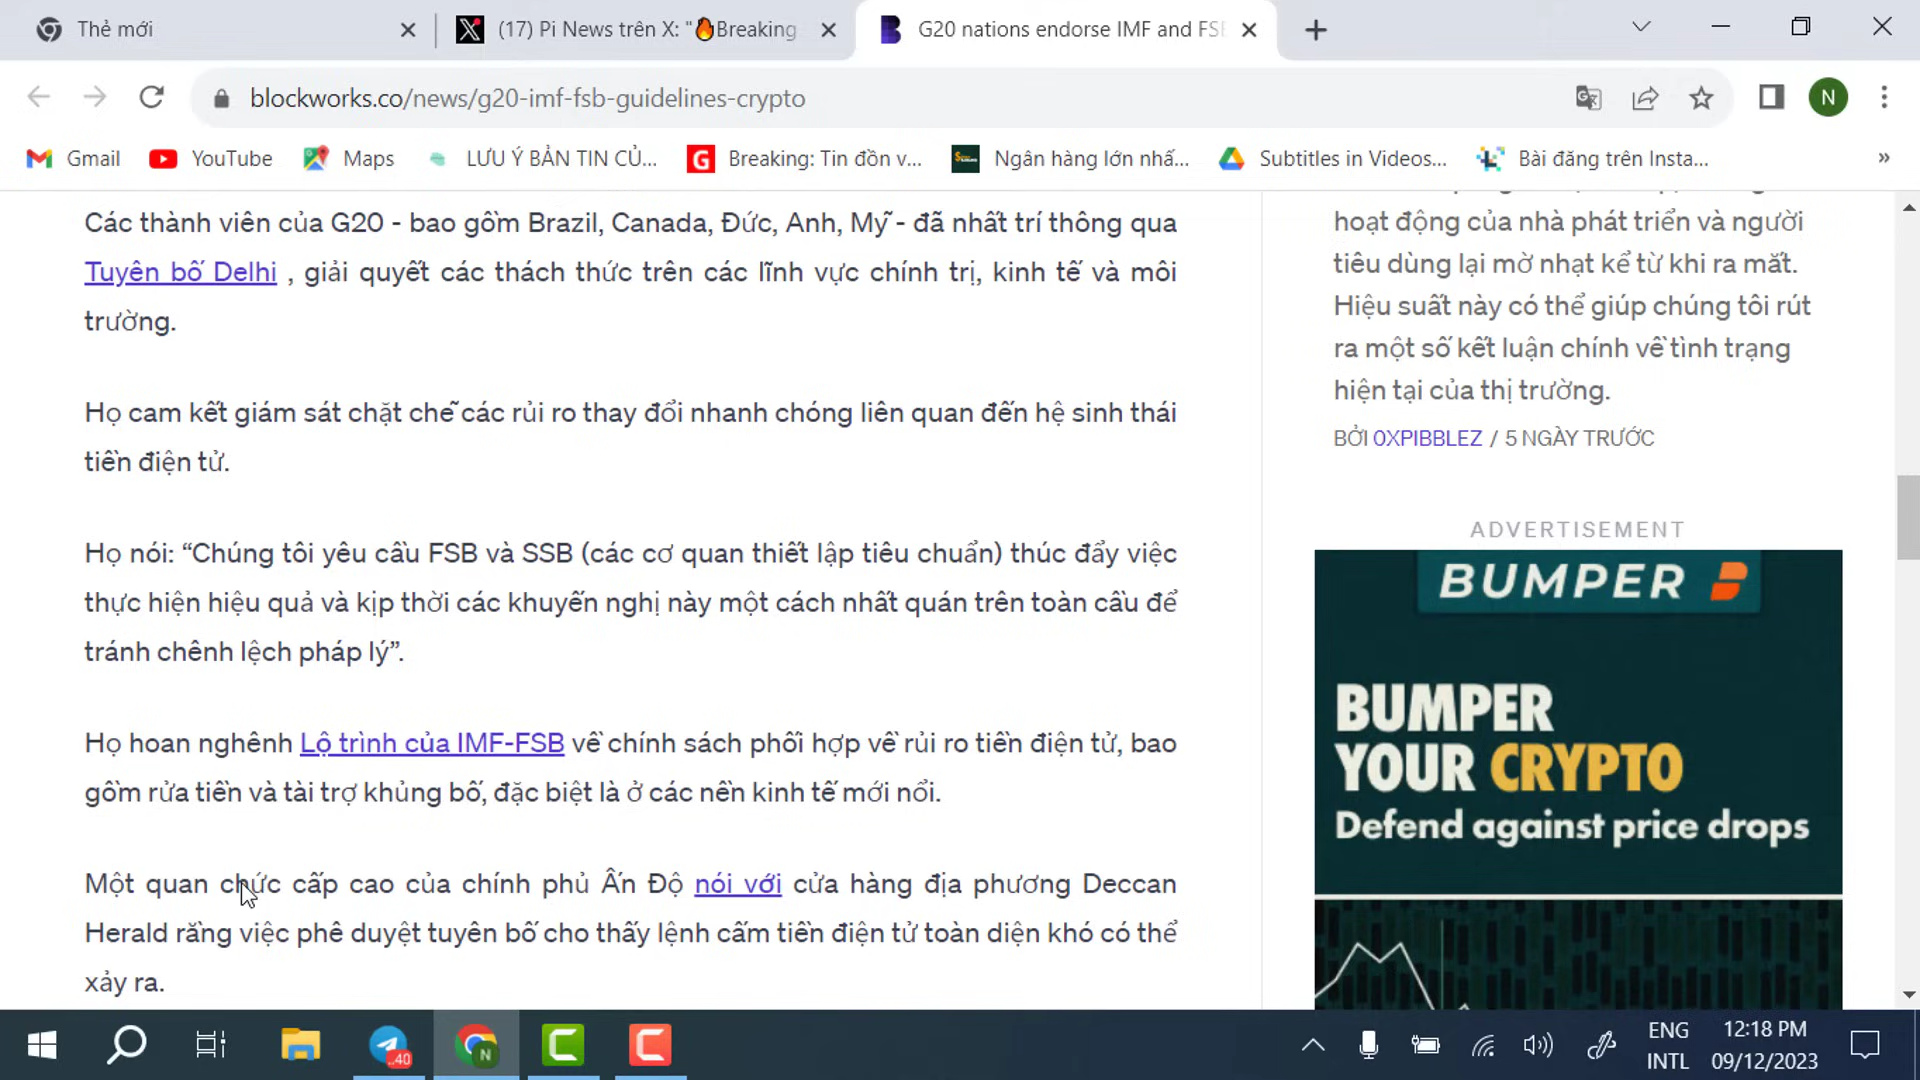 Thẻ mới
(17) Pi News trên X: "🔥Breaking
G20 nations endorse IMF and FS
blockworks.co/news/g20-imf-fsb-guidelines-crypto
N
Gmail
YouTube
Maps
LƯU Ý BẢN TIN CỦ...
Breaking: Tin đồn v...
Ngân hàng lớn nhấ...
Subtitles in Videos...
Bài đăng trên Insta...
»
Các thành viên của G20 - bao gồm Brazil, Canada, Đức, Anh, Mỹ - đã nhất trí thông qua
Tuyên bố Delhi , giải quyết các thách thức trên các lĩnh vực chính trị, kinh tế và môi
trường.
Họ cam kết giám sát chặt chẽ các rủi ro thay đổi nhanh chóng liên quan đến hệ sinh thái
tiền điện tử.
Họ nói: “Chúng tôi yêu cầu FSB và SSB (các cơ quan thiết lập tiêu chuẩn) thúc đẩy việc
thực hiện hiệu quả và kịp thời các khuyến nghị này một cách nhất quán trên toàn cầu để
tránh chênh lệch pháp lý”.
Họ hoan nghênh Lộ trình của IMF-FSB về chính sách phối hợp về rủi ro tiền điện tử, bao
gồm rửa tiền và tài trợ khủng bố, đặc biệt là ở các nền kinh tế mới nổi.
Một quan chức cấp cao của chính phủ Ấn Độ nói với cửa hàng địa phương Deccan
Herald rằng việc phê duyệt tuyên bố cho thấy lệnh cấm tiền điện tử toàn diện khó có thể
xảy ra.
hoạt động của nhà phát triển và người
tiêu dùng lại mờ nhạt kể từ khi ra mắt.
Hiệu suất này có thể giúp chúng tôi rút
ra một số kết luận chính về tình trạng
hiện tại của thị trường.
BỞI 0XPIBBLEZ / 5 NGÀY TRƯỚC
ADVERTISEMENT
BUMPER
BUMPER
YOUR CRYPTO
Defend against price drops
..40
N
ENG
INTL
12:18 PM
09/12/2023